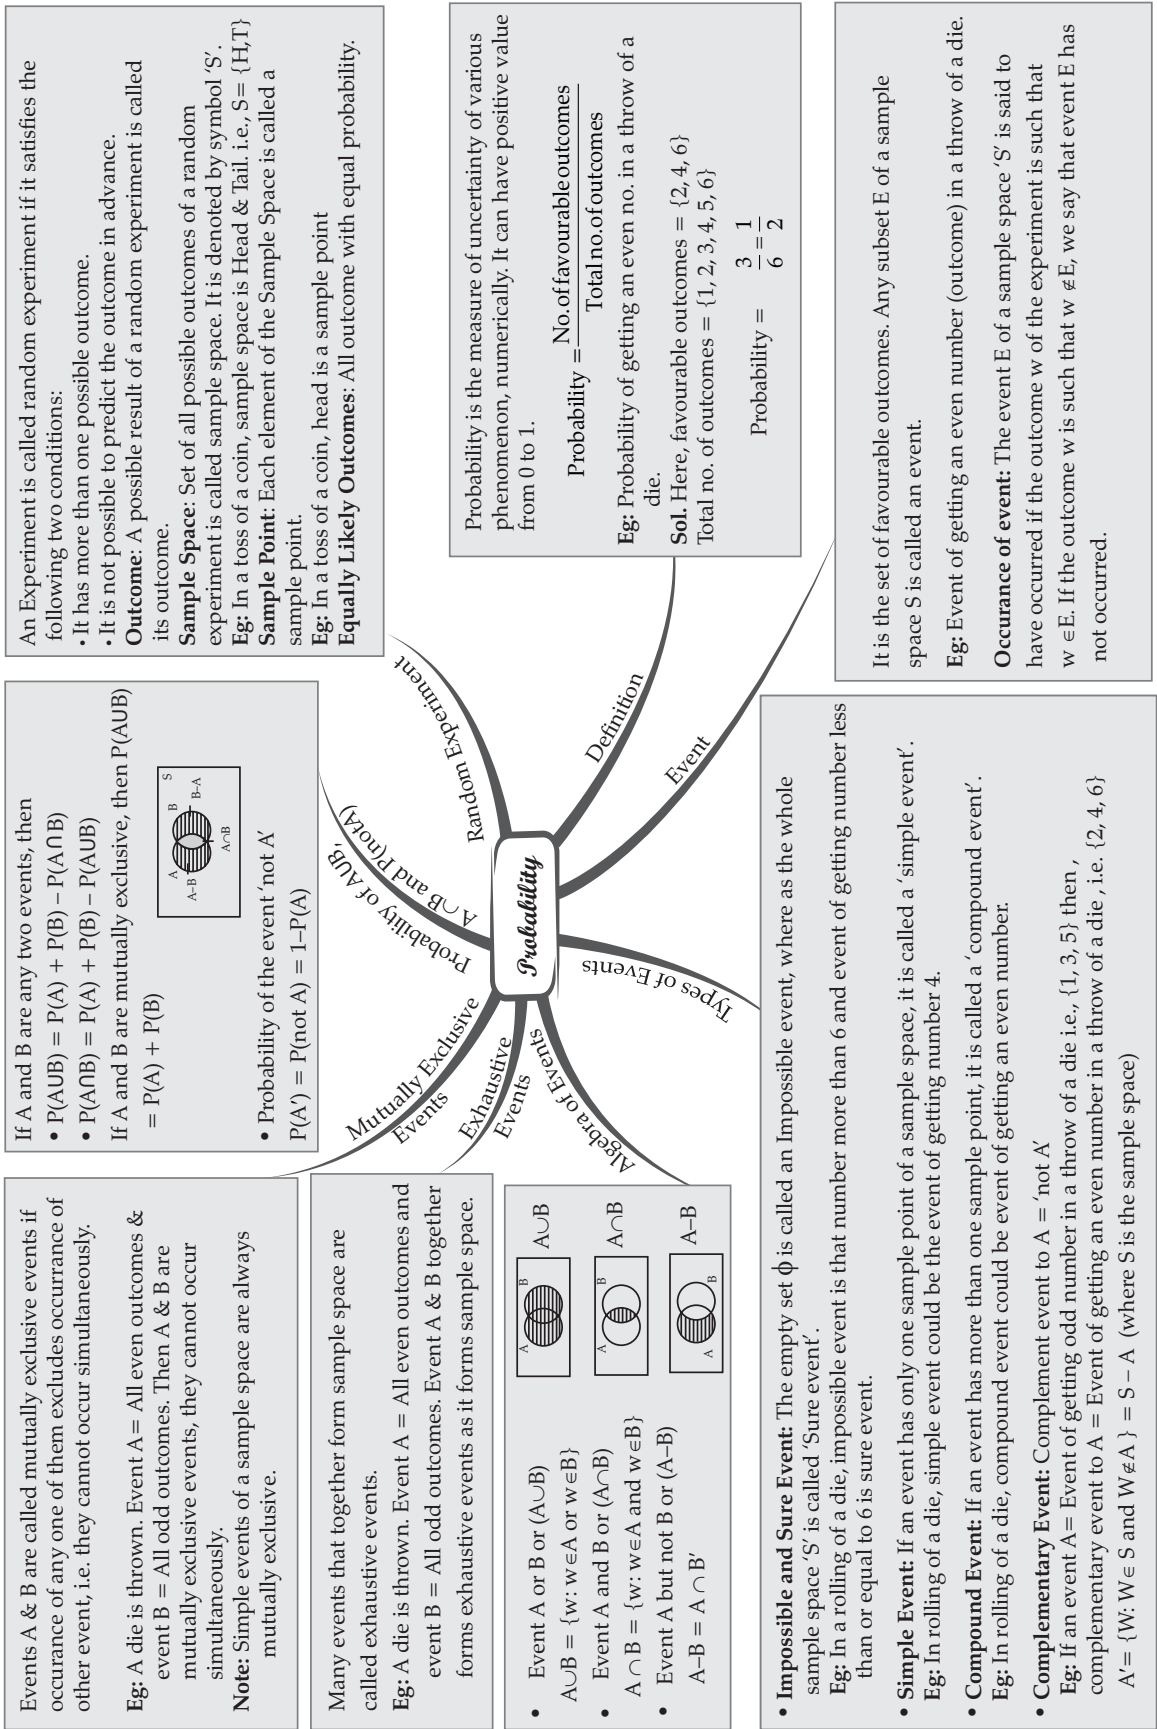 Events A & B are called mutually exclusive events if
occurance of any one of them excludes occurrance of
other event, i.e. they cannot occur simultaneously.
Eg: A die is thrown. Event A= All even outcomes &
event B = All odd outcomes. Then A & B are
mutually exclusive events, they cannot occur
simultaneously.
Note: Simple events of a sample space are always
mutually exclusive.
If A and B are any two events, then
• P(A∪B) = P(A) + P(B) – P(A∩B)
• P(A∩B) = P(A) + P(B) – P(A∪B)
If A and B are mutually exclusive, then P(A∪B)
= P(A) + P(B)
S
A
B
A–B
B–A
A∩B
• Probability of the event 'not A'
P(A') = P(not A) = 1–P(A)
An Experiment is called random experiment if it satisfies the
following two conditions:
• It has more than one possible outcome.
• It is not possible to predict the outcome in advance.
Outcome: A possible result of a random experiment is called
its outcome.
Sample Space: Set of all possible outcomes of a random
experiment is called sample space. It is denoted by symbol 'S'.
Eg: In a toss of a coin, sample space is Head & Tail. i.e., S= {H,T}
Sample Point: Each element of the Sample Space is called a
sample point.
Eg: In a toss of a coin, head is a sample point
Equally Likely Outcomes: All outcome with equal probability.
Many events that together form sample space are
called exhaustive events.
Eg: A die is thrown. Event A = All even outcomes and
event B = All odd outcomes. Event A & B together
forms exhaustive events as it forms sample space.
Mutually Exclusive
Events
Exhaustive
Events
Algebra of Events
Probability of A∪B,
A∩B and P(notA)
Random Experiment
Probability
Definition
Event
Types of Events
Probability is the measure of uncertainty of various
phenomenon, numerically. It can have positive value
from 0 to 1.
Probability = No.of favourable outcomes / Total no. of outcomes
Eg: Probability of getting an even no. in a throw of a
die.
Sol. Here, favourable outcomes = {2, 4, 6}
Total no. of outcomes = {1, 2, 3, 4, 5, 6}
Probability = 3/6 = 1/2
• Event A or B or (A∪B)
A∪B = {w: w∈A or w∈B}
• Event A and B or (A∩B)
A∩B = {w: w∈A and w∈B}
• Event A but not B or (A–B)
A–B = A∩B'
A
B
A∪B
A
B
A∩B
A
B
A–B
• Impossible and Sure Event: The empty set ϕ is called an Impossible event, where as the whole
sample space 'S' is called 'Sure event'.
Eg: In a rolling of a die, impossible event is that number more than 6 and event of getting number less
than or equal to 6 is sure event.
• Simple Event: If an event has only one sample point of a sample space, it is called a 'simple event'.
Eg: In rolling of a die, simple event could be the event of getting number 4.
• Compound Event: If an event has more than one sample point, it is called a 'compound event'.
Eg: In rolling of a die, compound event could be event of getting an even number.
• Complementary Event: Complement event to A = 'not A'
Eg: If an event A= Event of getting odd number in a throw of a die i.e., {1, 3, 5} then ,
complementary event to A = Event of getting an even number in a throw of a die , i.e. {2, 4, 6}
A'= {W: W∈ S and W∉A } = S – A (where S is the sample space)
It is the set of favourable outcomes. Any subset E of a sample
space S is called an event.
Eg: Event of getting an even number (outcome) in a throw of a die.
Occurance of event: The event E of a sample space 'S' is said to
have occurred if the outcome w of the experiment is such that
w ∈E. If the outcome w is such that w ∉E, we say that event E has
not occurred.